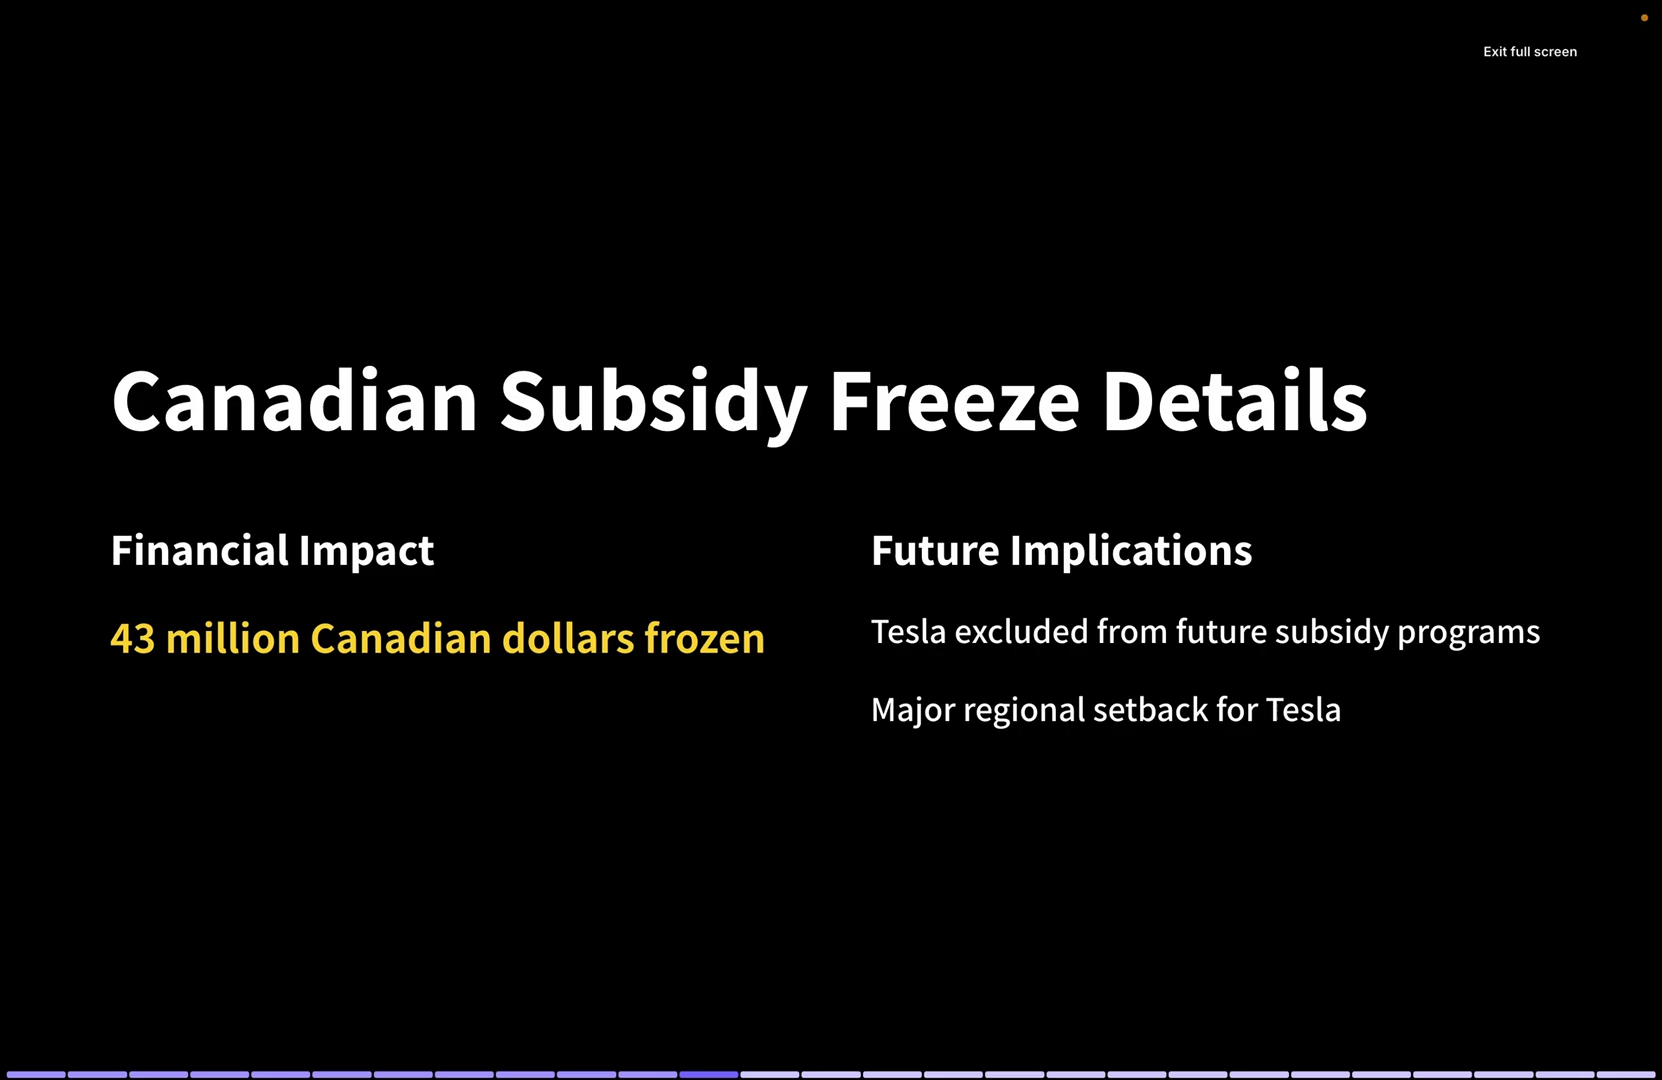 Exit full screen
Canadian Subsidy Freeze Details
Financial Impact
43 million Canadian dollars frozen
Future Implications
Tesla excluded from future subsidy programs
Major regional setback for Tesla